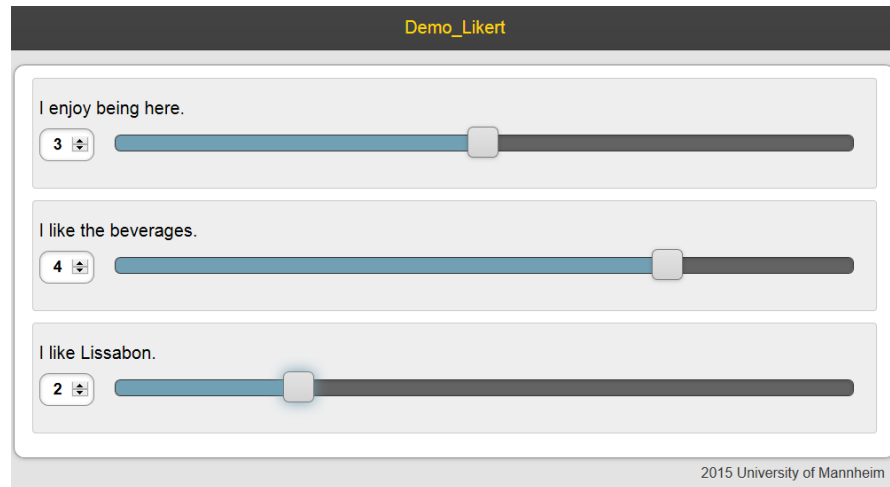 Demo_Likert
I enjoy being here.
3
I like the beverages.
4
I like Lissabon.
2
2015 University of Mannheim